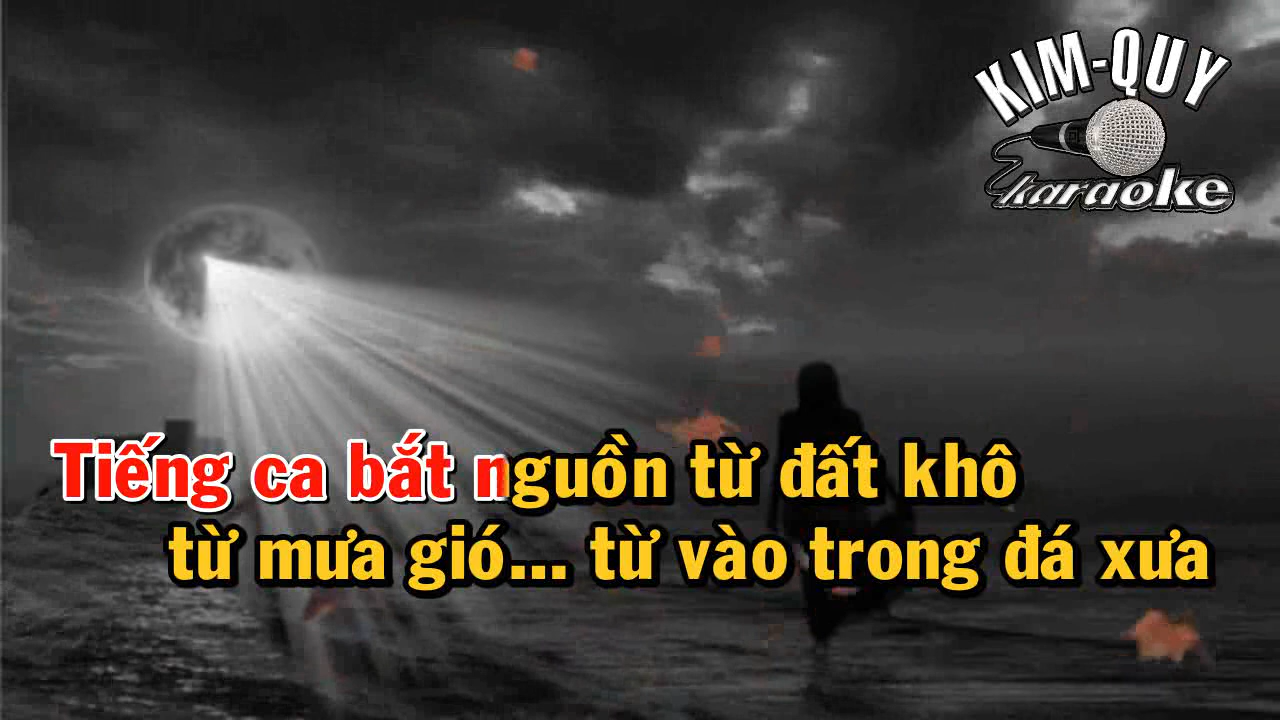 KIM-QUY
karaoke
Tiếng ca bắt nguồn từ đất khô
từ mưa gió... từ vào trong đá xưa